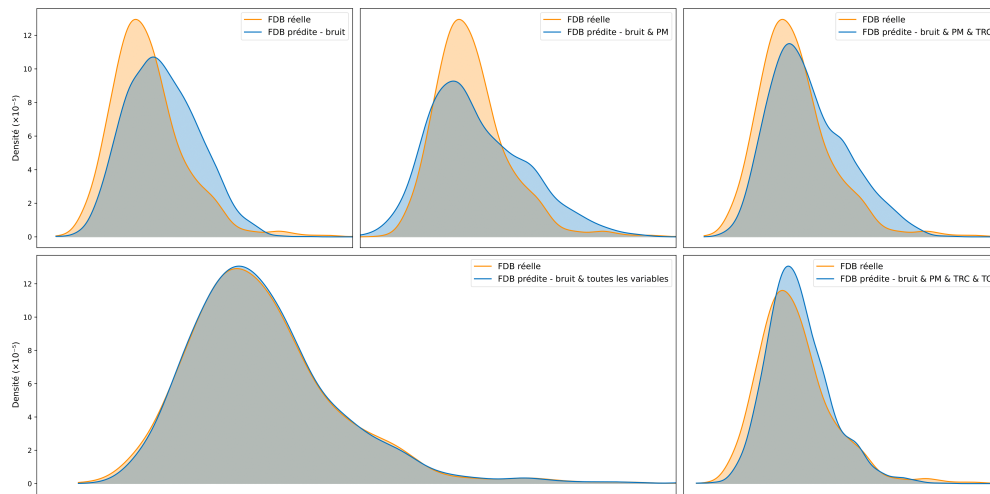 FDB réelle
FDB prédite - bruit
FDB réelle
FDB prédite - bruit & PM
FDB réelle
FDB prédite - bruit & PM & TRC
Densité (×10⁻⁵)
12
10
8
6
4
2
0
FDB réelle
FDB prédite - bruit & toutes les variables
FDB réelle
FDB prédite - bruit & PM & TRC &
Densité (×10⁻⁵)
12
10
8
6
4
2
0